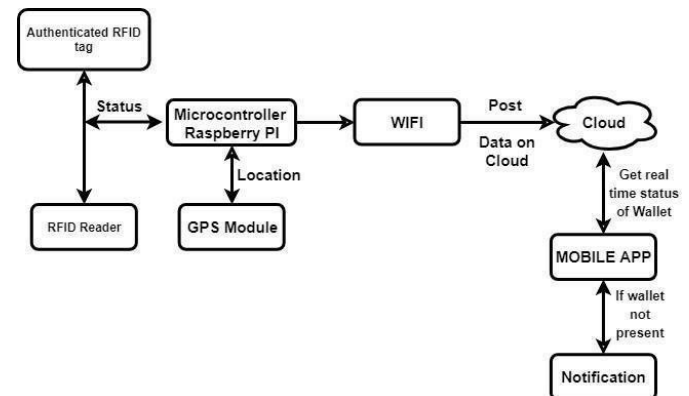 Authenticated RFID
tag
Status
Microcontroller
Raspberry PI
WIFI
Post
Data on
Cloud
Cloud
Location
RFID Reader
GPS Module
Get real
time status
of Wallet
MOBILE APP
If wallet
not
present
Notification